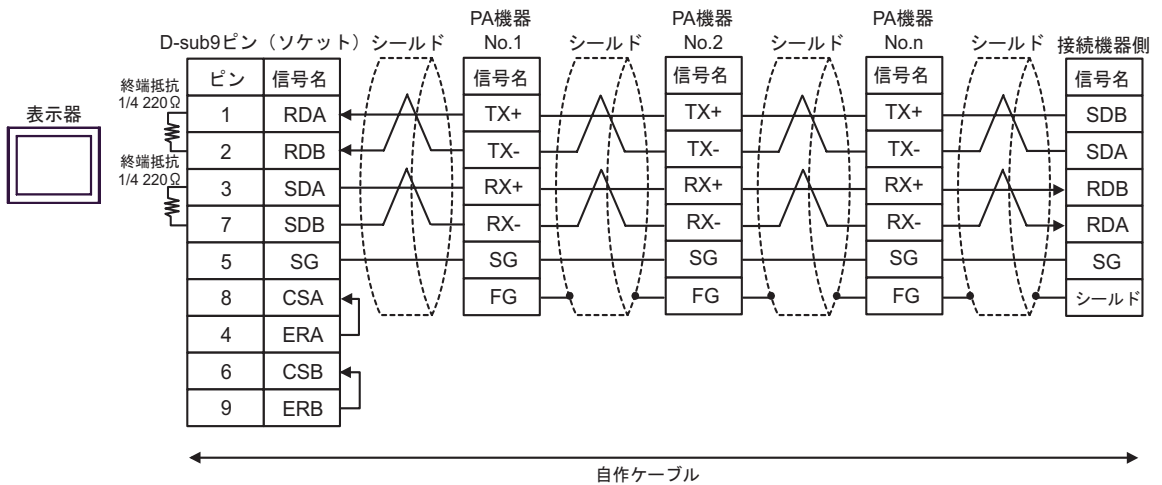 PA機器 PA機器 PA機器
D-sub9ピン（ソケット） シールド No.1 シールド No.2 シールド No.n シールド 接続機器側
ピン 信号名 信号名 信号名 信号名 信号名
終端抵抗
1/4 220Ω
表示器
1 RDA TX+ TX+ TX+ SDB
2 RDB TX- TX- TX- SDA
終端抵抗
1/4 220Ω
3 SDA RX+ RX+ RX+ RDB
7 SDB RX- RX- RX- RDA
5 SG SG SG SG SG
8 CSA FG FG FG シールド
4 ERA
6 CSB
9 ERB
自作ケーブル